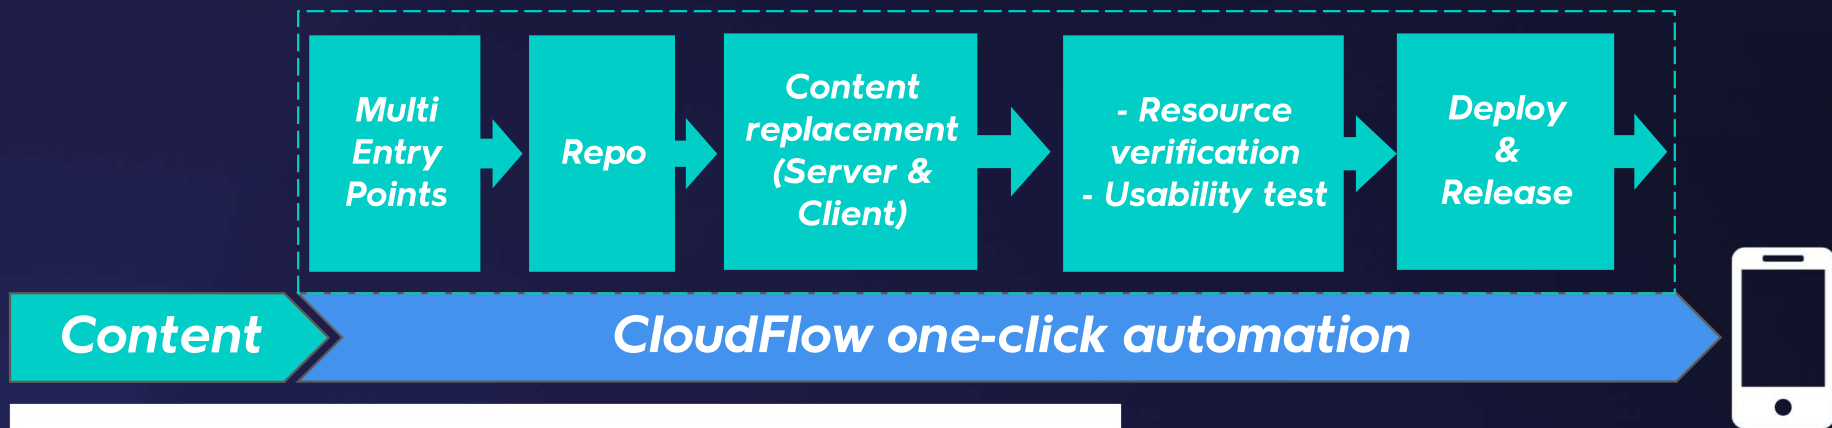 Multi
Entry
Points
Repo
Content
replacement
(Server &
Client)
- Resource
verification
- Usability test
Deploy
&
Release
Content
CloudFlow one-click automation